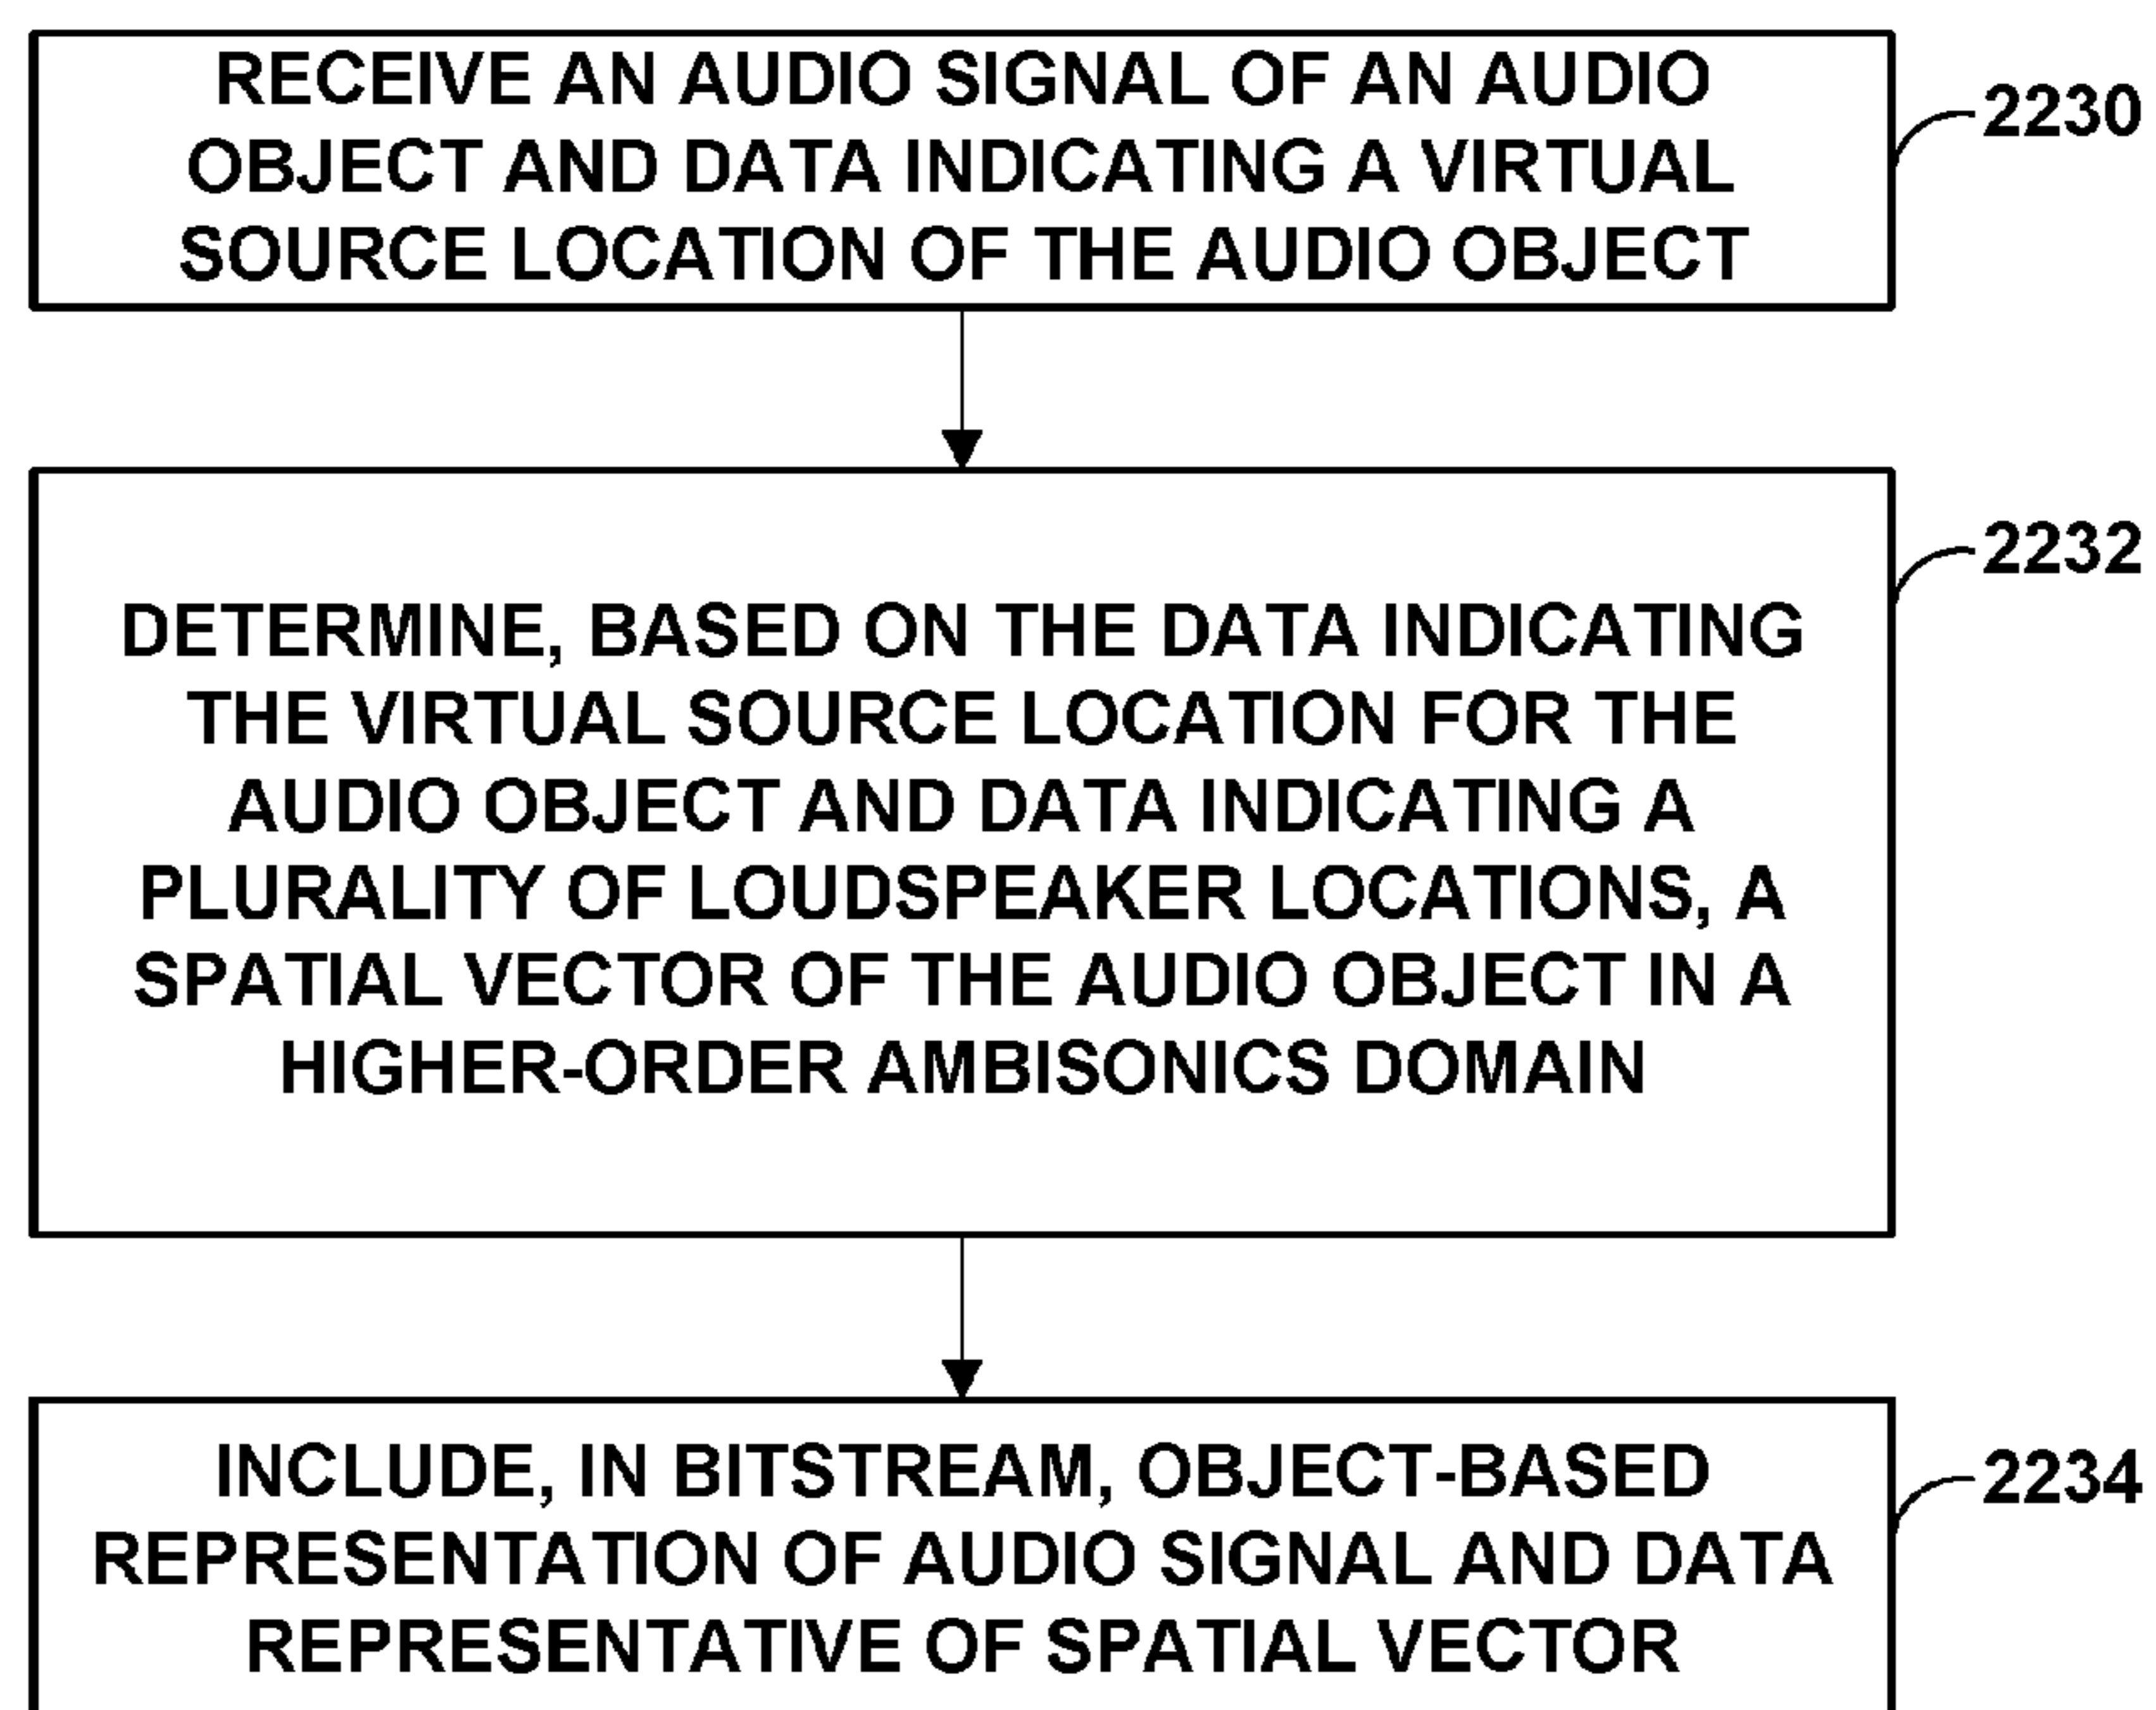 RECEIVE AN AUDIO SIGNAL OF AN AUDIO
OBJECT AND DATA INDICATING A VIRTUAL
SOURCE LOCATION OF THE AUDIO OBJECT
2230
DETERMINE, BASED ON THE DATA INDICATING
THE VIRTUAL SOURCE LOCATION FOR THE
AUDIO OBJECT AND DATA INDICATING A
PLURALITY OF LOUDSPEAKER LOCATIONS, A
SPATIAL VECTOR OF THE AUDIO OBJECT IN A
HIGHER-ORDER AMBISONICS DOMAIN
2232
INCLUDE, IN BITSTREAM, OBJECT-BASED
REPRESENTATION OF AUDIO SIGNAL AND DATA
REPRESENTATIVE OF SPATIAL VECTOR
2234